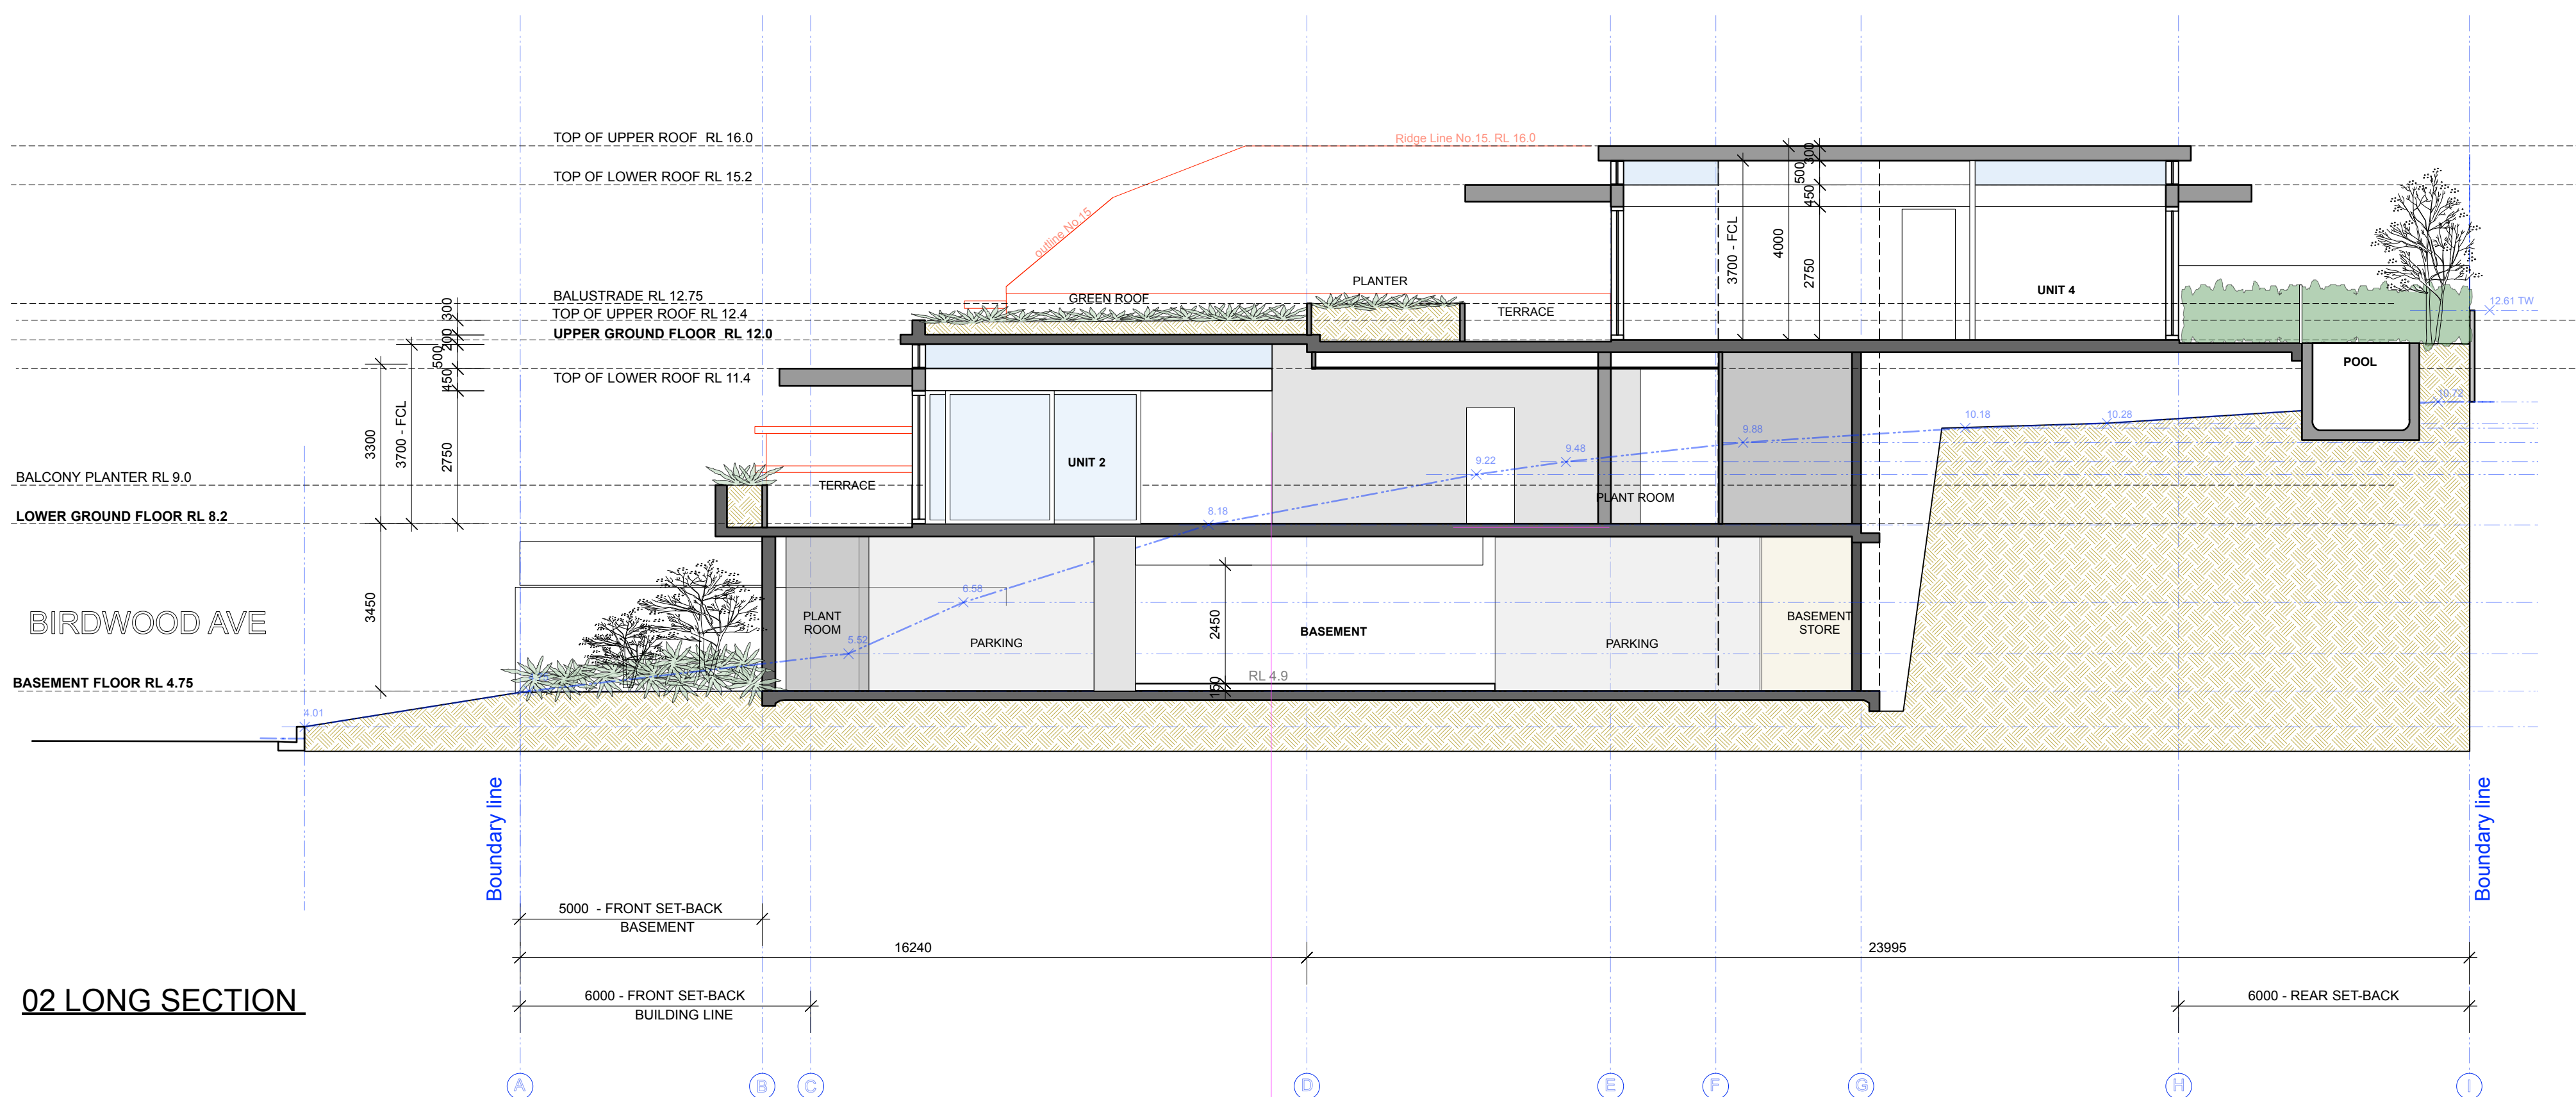 TOP OF UPPER ROOF  RL 16.0
Ridge Line No.15. RL 16.0
TOP OF LOWER ROOF RL 15.2
outline No.15
300
500
450
3700 - FCL
4000
2750
UNIT 4
BALUSTRADE RL 12.75
TOP OF UPPER ROOF RL 12.4
UPPER GROUND FLOOR  RL 12.0
TOP OF LOWER ROOF RL 11.4
GREEN ROOF
PLANTER
TERRACE
12.61 TW
POOL
300
200
500
450
3300
3700 - FCL
2750
10.72
10.18
10.28
9.88
9.48
9.22
8.18
UNIT 2
TERRACE
PLANT ROOM
BALCONY PLANTER RL 9.0
LOWER GROUND FLOOR RL 8.2
3450
BIRDWOOD AVE
BASEMENT FLOOR RL 4.75
4.01
PLANT
ROOM
5.52
6.58
PARKING
2450
150
BASEMENT
RL 4.9
PARKING
BASEMENT
STORE
Boundary line
Boundary line
5000  - FRONT SET-BACK
BASEMENT
16240
23995
02 LONG SECTION
6000 - FRONT SET-BACK
BUILDING LINE
6000 - REAR SET-BACK
A
B
C
D
E
F
G
H
I